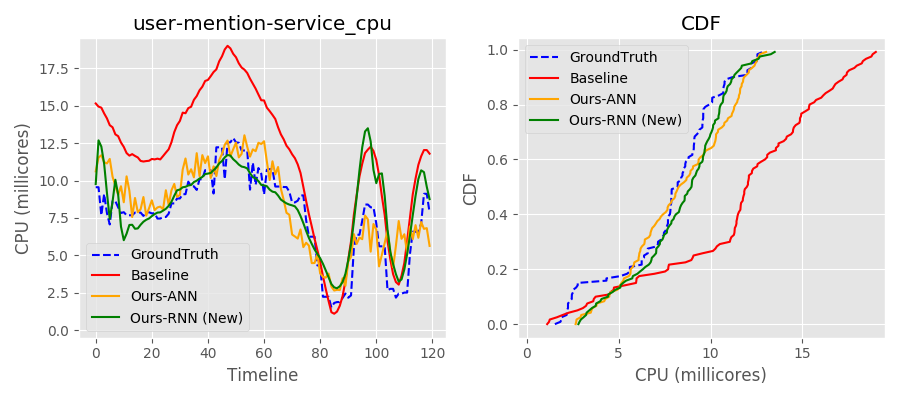 user-mention-service_cpu
CPU (millicores)
17.5
15.0
12.5
10.0
7.5
5.0
2.5
0.0
GroundTruth
Baseline
Ours-ANN
Ours-RNN (New)
0 20 40 60 80 100 120
Timeline
CDF
CDF
1.0
0.8
0.6
0.4
0.2
0.0
GroundTruth
Baseline
Ours-ANN
Ours-RNN (New)
0 5 10 15
CPU (millicores)